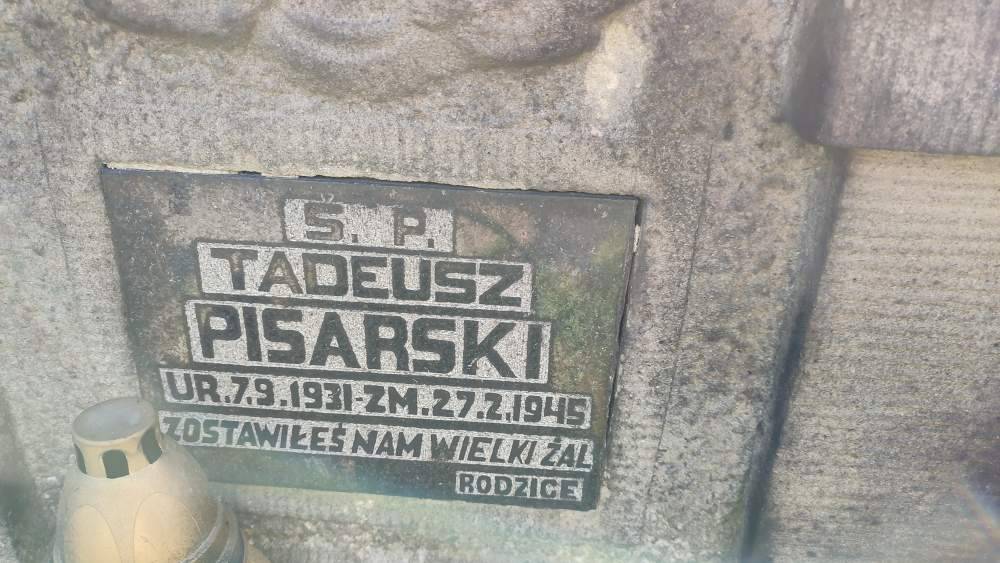 Ś. P.
TADEUSZ
PISARSKI
UR. 7.9.1931-ZM. 27.2.1945
ZOSTAWIŁEŚ NAM WIELKI ŻAL
RODZICE